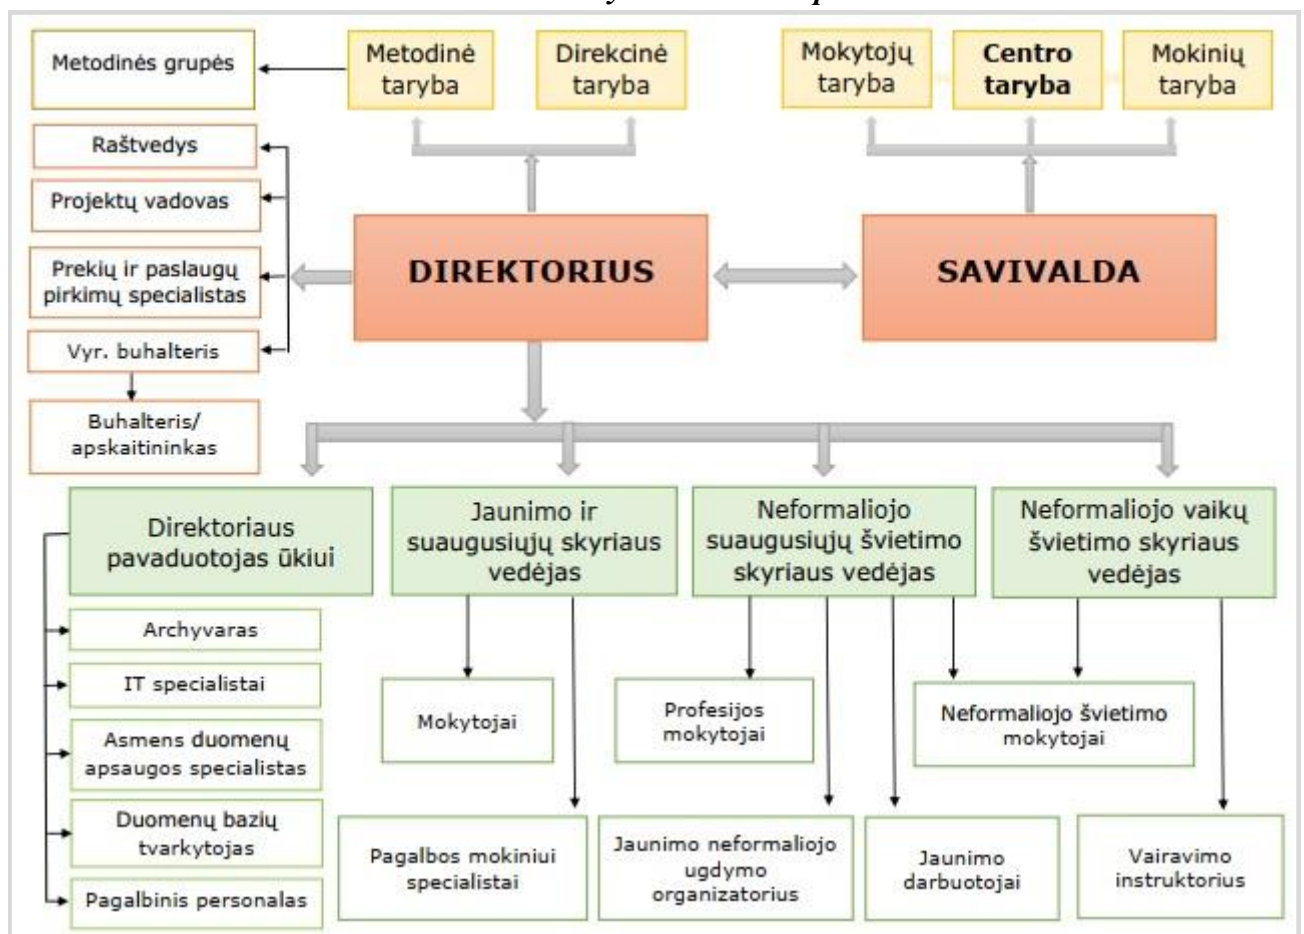 Metodinės grupės
Metodinė
taryba
Direkcinė
taryba
Mokytojų
taryba
Centro
taryba
Mokinių
taryba
Raštvedys
Projektų vadovas
Prekių ir paslaugų
pirkimų specialistas
Vyr. buhalteris
Buhalteris/
apskaitininkas
DIREKTORIUS
SAVIVALDA
Direktoriaus
pavaduotojas ūkiui
Jaunimo ir
suaugusiųjų skyriaus
vedėjas
Neformaliojo
suaugusiųjų švietimo
skyriaus vedėjas
Neformaliojo vaikų
švietimo skyriaus
vedėjas
Archyvaras
IT specialistai
Asmens duomenų
apsaugos specialistas
Duomenų bazių
tvarkytojas
Pagalbinis personalas
Mokytojai
Profesijos
mokytojai
Neformaliojo švietimo
mokytojai
Pagalbos mokiniui
specialistai
Jaunimo neformaliojo
ugdymo
organizatorius
Jaunimo
darbuotojai
Vairavimo
instruktorius